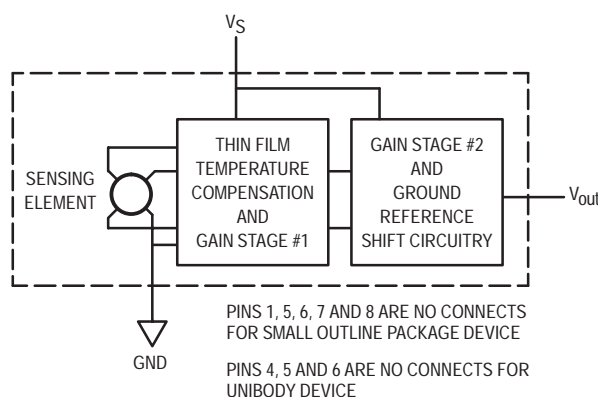 VS
THIN FILM
TEMPERATURE
COMPENSATION
AND
GAIN STAGE #1
GAIN STAGE #2
AND
GROUND
REFERENCE
SHIFT CIRCUITRY
SENSING
ELEMENT
Vout
GND
PINS 1, 5, 6, 7 AND 8 ARE NO CONNECTS
FOR SMALL OUTLINE PACKAGE DEVICE
PINS 4, 5 AND 6 ARE NO CONNECTS FOR
UNIBODY DEVICE